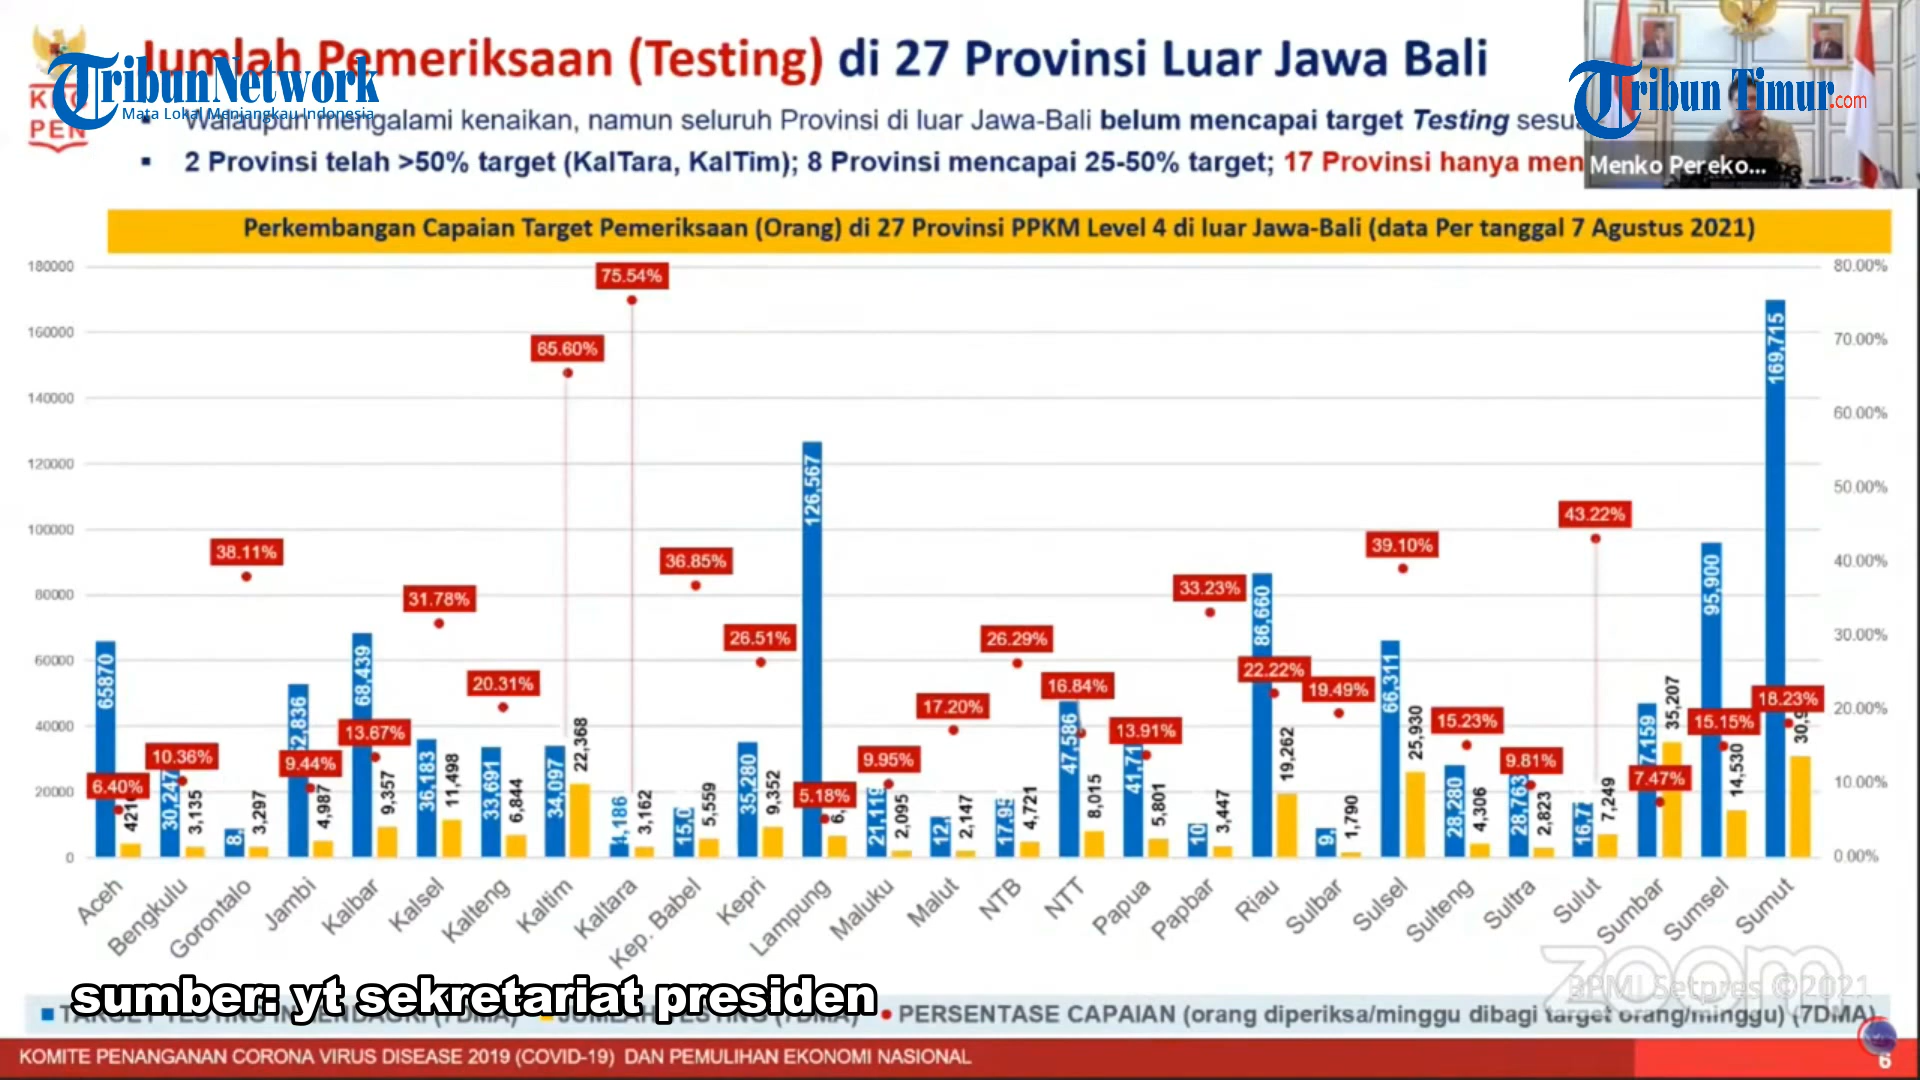 Jumlah Pemeriksaan (Testing) di 27 Provinsi Luar Jawa Bali
TribunNetwork
Mata Lokal Menjangkau Indonesia
Tribun Timur.com
PEN
Walaupun mengalami kenaikan, namun seluruh Provinsi di luar Jawa-Bali belum mencapai target Testing
2 Provinsi telah >50% target (KalTara, KalTim); 8 Provinsi mencapai 25-50% target; 17 Provinsi hanya
Menko Pereko...
Perkembangan Capaian Target Pemeriksaan (Orang) di 27 Provinsi PPKM Level 4 di luar Jawa-Bali (data Per tanggal 7 Agustus 2021)
180000
160000
140000
120000
100000
80000
60000
40000
20000
0
80.00%
70.00%
60.00%
50.00%
40.00%
30.00%
20.00%
10.00%
0.00%
6.40% 10.36% 38.11% 9.44% 13.67% 31.78% 20.31% 65.60% 75.54% 36.85% 26.51% 5.18% 9.95% 17.20% 26.29% 16.84% 13.91% 33.23% 22.22% 19.49% 39.10% 15.23% 9.81% 43.22% 7.47% 15.15% 18.23%
65870 30,247 68,439 36,183 33,691 34,097 35,280 126,567 21,119 47,586 86,660 66,311 28,280 28,763 95,900 169,715
3,135 3,297 4,987 9,357 11,498 6,844 22,368 3,162 5,559 9,352 2,095 2,147 4,721 8,015 5,801 3,447 19,262 1,790 25,930 4,306 2,823 7,249 35,207 14,530
Aceh Bengkulu Gorontalo Jambi Kalbar Kalsel Kalteng Kaltim Kaltara Kep. Babel Kepri Lampung Maluku Malut NTB NTT Papua Papbar Riau Sulbar Sulsel Sulteng Sultra Sulut Sumbar Sumsel Sumut
zoom
BPMI Setpres ©2021
sumber: yt sekretariat presiden
PERSENTASE CAPAIAN (orang diperiksa/minggu dibagi target orang/minggu) (7DMA)
KOMITE PENANGANAN CORONA VIRUS DISEASE 2019 (COVID-19) DAN PEMULIHAN EKONOMI NASIONAL
6